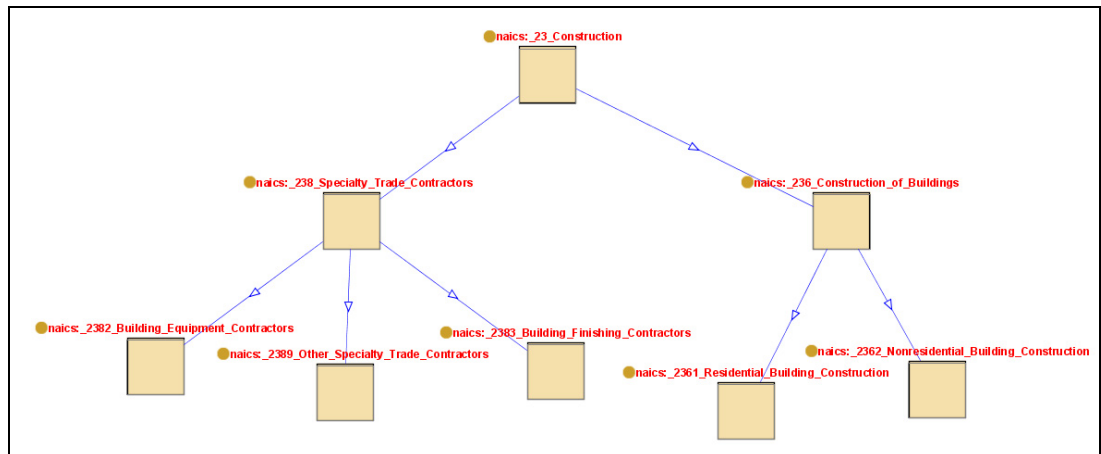 naics:_23_Construction
naics:_238_Specialty_Trade_Contractors
naics:_236_Construction_of_Buildings
naics:_2382_Building_Equipment_Contractors
naics:_2383_Building_Finishing_Contractors
naics:_2389_Other_Specialty_Trade_Contractors
naics:_2362_Nonresidential_Building_Construction
naics:_2361_Residential_Building_Construction